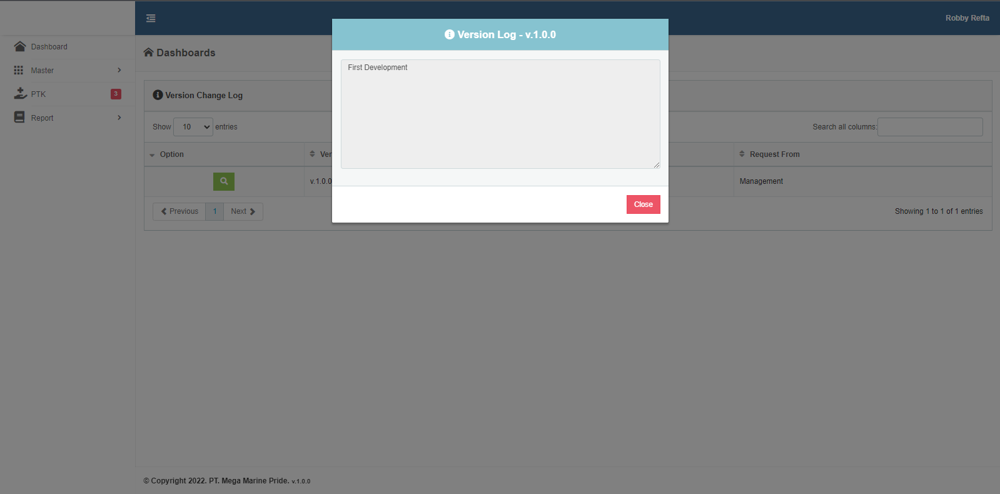 Robby Refta
Version Log - v.1.0.0
Dashboard
Master
PTK 3
Report
Dashboards
First Development
Version Change Log
Show 10 entries
Search all columns:
Option Ver Request From
v.1.0.0 Management
Previous 1 Next
Showing 1 to 1 of 1 entries
Close
© Copyright 2022. PT. Mega Marine Pride. v.1.0.0